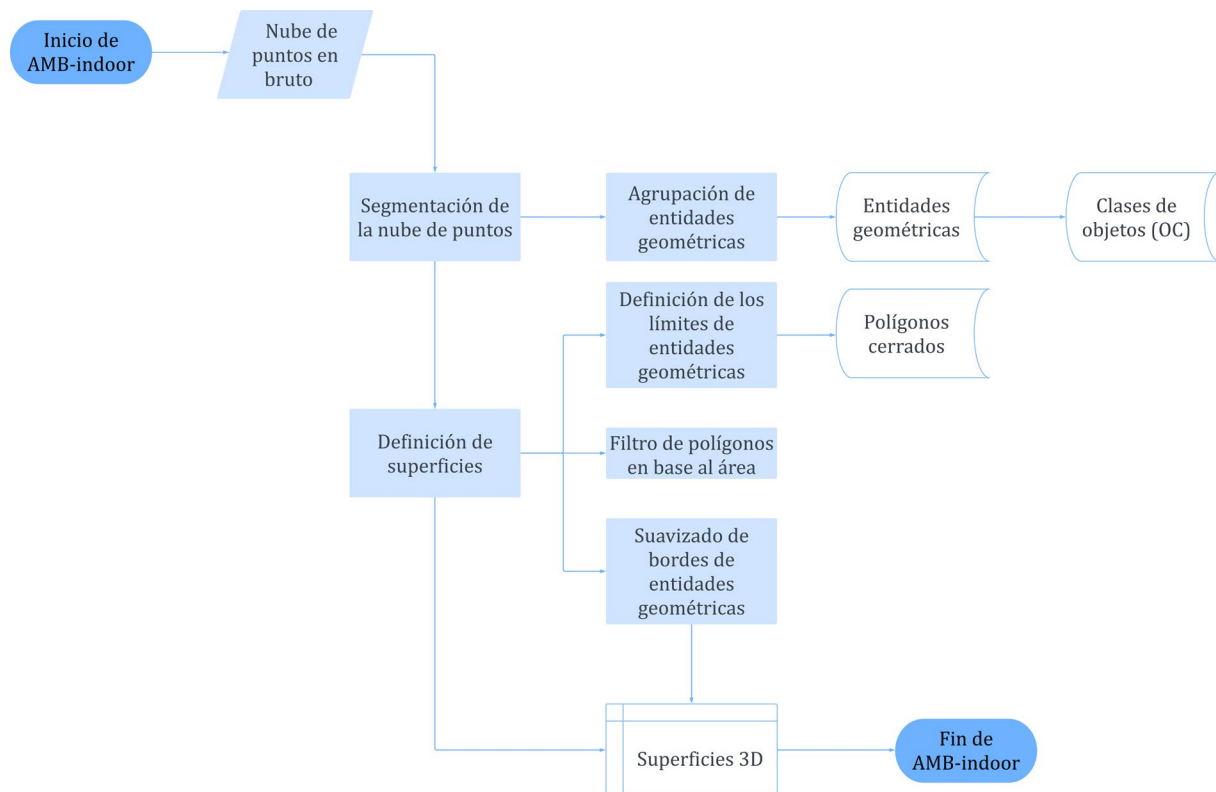 Inicio de
AMB-indoor
Nube de
puntos en
bruto
Segmentación de
la nube de puntos
Agrupación de
entidades
geométricas
Entidades
geométricas
Clases de
objetos (OC)
Definición de los
límites de
entidades
geométricas
Polígonos
cerrados
Definición de
superficies
Filtro de polígonos
en base al área
Suavizado de
bordes de
entidades
geométricas
Superficies 3D
Fin de
AMB-indoor